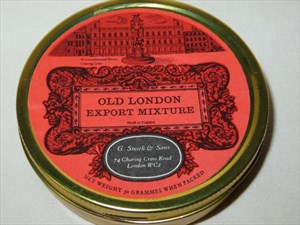 OLD LONDON
EXPORT MIXTURE
Made in England
G. Smith & Sons
74 Charing Cross Road
London WC2
NET WEIGHT 50 GRAMMES WHEN PACKED